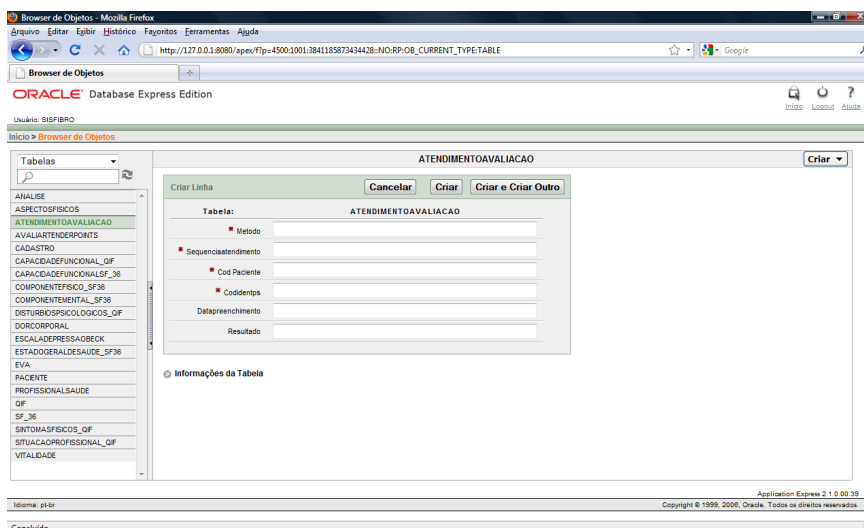 Browser de Objetos - Mozilla Firefox
Arquivo Editar Exibir Histórico Favoritos Ferramentas Ajuda
http://127.0.0.1:8080/apex/f?p=4500:1001:3841185873434428::NO:RP:OB_CURRENT_TYPE:TABLE
Google
Browser de Objetos
ORACLE Database Express Edition
Início Logout Ajuda
Usuário: SISFIBRO
Início > Browser de Objetos
Tabelas
ATENDIMENTOAVALIACAO
Criar
Criar Linha
Cancelar Criar Criar e Criar Outro
Tabela: ATENDIMENTOAVALIACAO
* Metodo
* Sequenciaatendimento
* Cod Paciente
* Codidentps
Datapreenchimento
Resultado
Informações da Tabela
ANALISE
ASPECTOSFISICOS
ATENDIMENTOAVALIACAO
AVALIARTENDERPOINTS
CADASTRO
CAPACIDADEFUNCIONAL_QIF
CAPACIDADEFUNCIONALSF_36
COMPONENTEFISICO_SF36
COMPONENTEMENTAL_SF36
DISTURBIOSPSICOLOGICOS_QIF
DORCORPORAL
ESCALADEPRESSAOBECK
ESTADOGERALDESAUDE_SF36
EVA
PACIENTE
PROFISSIONALSAUDE
QIF
SF_36
SINTOMASFISICOS_QIF
SITUACAOPROFISSIONAL_QIF
VITALIDADE
Application Express 2.1.0.00.39
Idioma: pt-br
Copyright © 1999, 2006, Oracle. Todos os direitos reservados.
Concluído